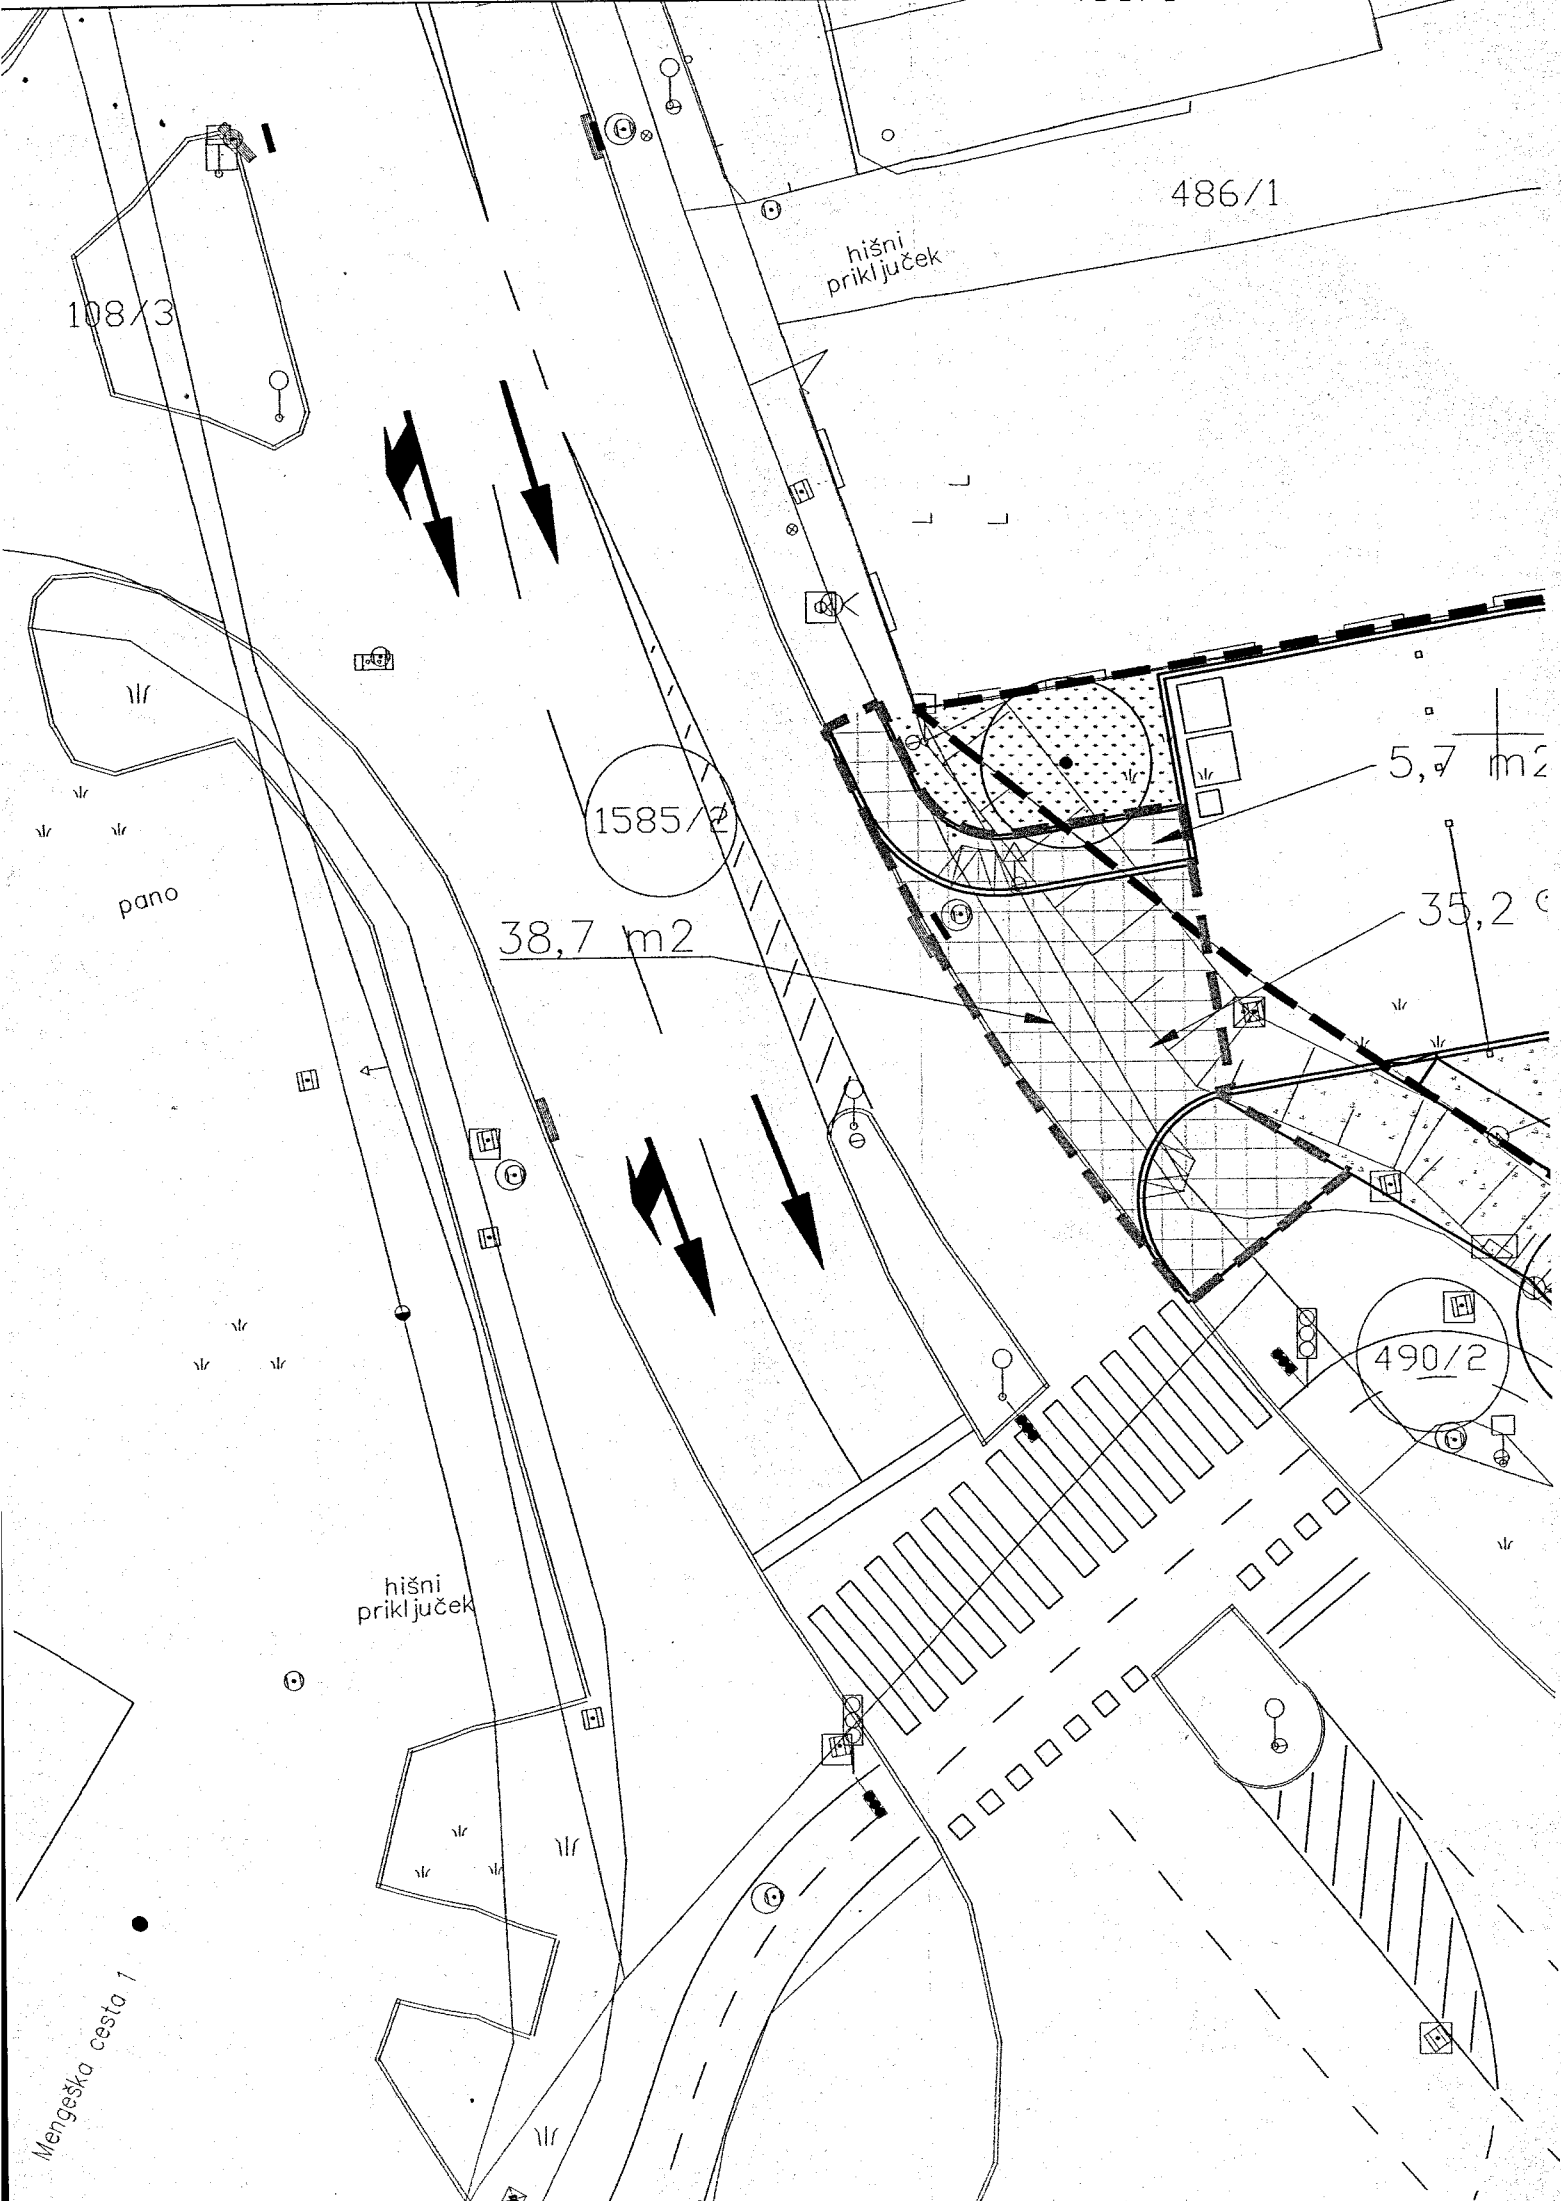 486/1
hišni
priključek
108/3
5,7 m2
1585/2
pano
38,7 m2
35,2
490/2
hišni
priključek
Mengeška cesta 1